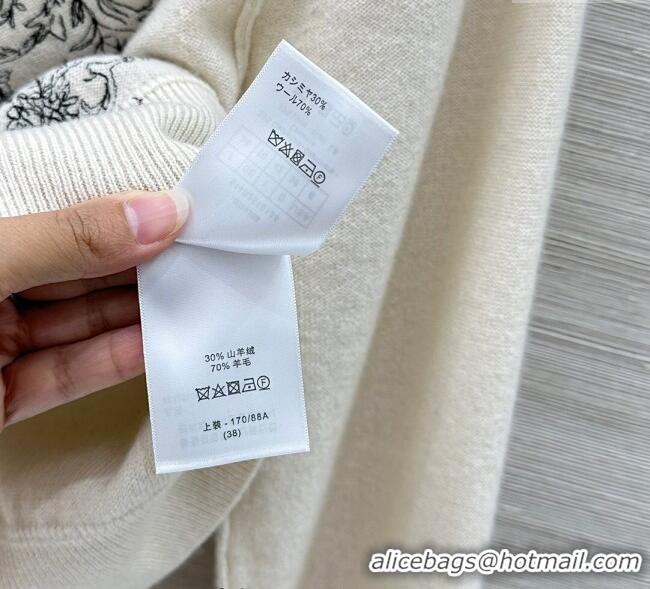 カシミヤ30%
ウール70%
30% 山羊绒
70% 羊毛
F
上装 - 170/88A
(38)
alicebags@hotmail.com